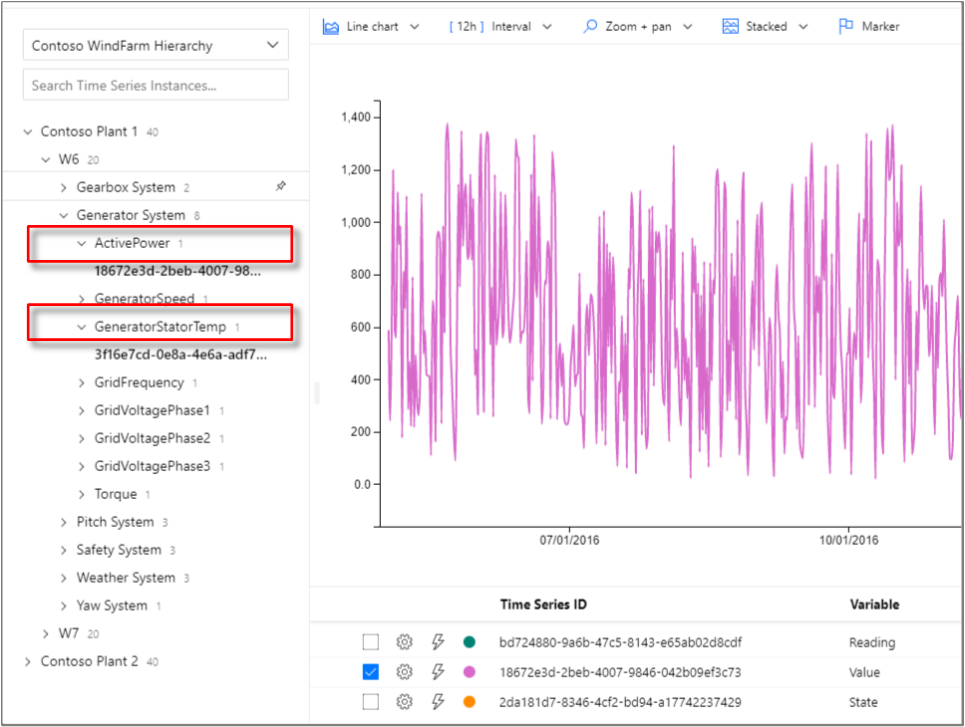 Contoso WindFarm Hierarchy
Search Time Series Instances...
Contoso Plant 1 40
W6 20
Gearbox System 2
Generator System 8
ActivePower 1
18672e3d-2beb-4007-98...
GeneratorSpeed 1
GeneratorStatorTemp 1
3f16e7cd-0e8a-4e6a-adf7...
GridFrequency 1
GridVoltagePhase1 1
GridVoltagePhase2 1
GridVoltagePhase3 1
Torque 1
Pitch System 3
Safety System 3
Weather System 3
Yaw System 1
W7 20
Contoso Plant 2 40
Line chart [ 12h ] Interval Zoom + pan Stacked Marker
1,400
1,200
1,000
800
600
400
200
0.0
07/01/2016 10/01/2016
Time Series ID Variable
bd724880-9a6b-47c5-8143-e65ab02d8cdf Reading
18672e3d-2beb-4007-9846-042b09ef3c73 Value
2da181d7-8346-4cf2-bd94-a17742237429 State